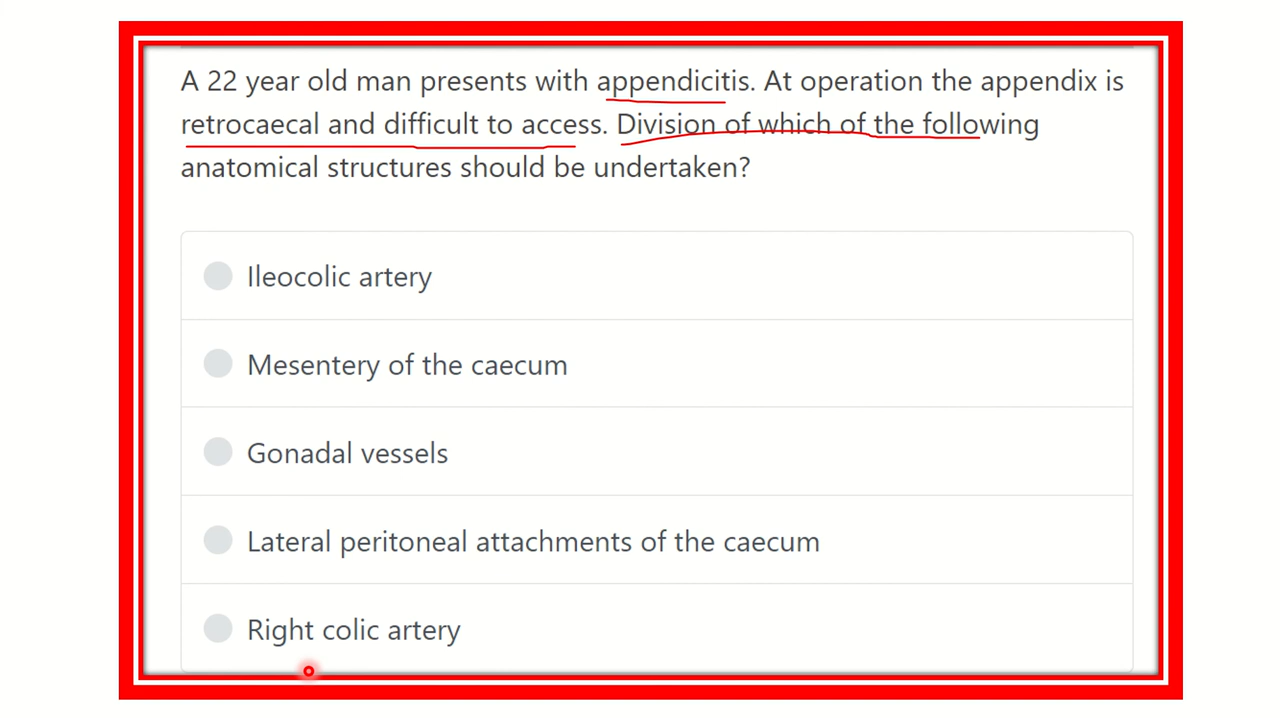 A 22 year old man presents with appendicitis. At operation the appendix is
retrocaecal and difficult to access. Division of which of the following
anatomical structures should be undertaken?
Ileocolic artery
Mesentery of the caecum
Gonadal vessels
Lateral peritoneal attachments of the caecum
Right colic artery